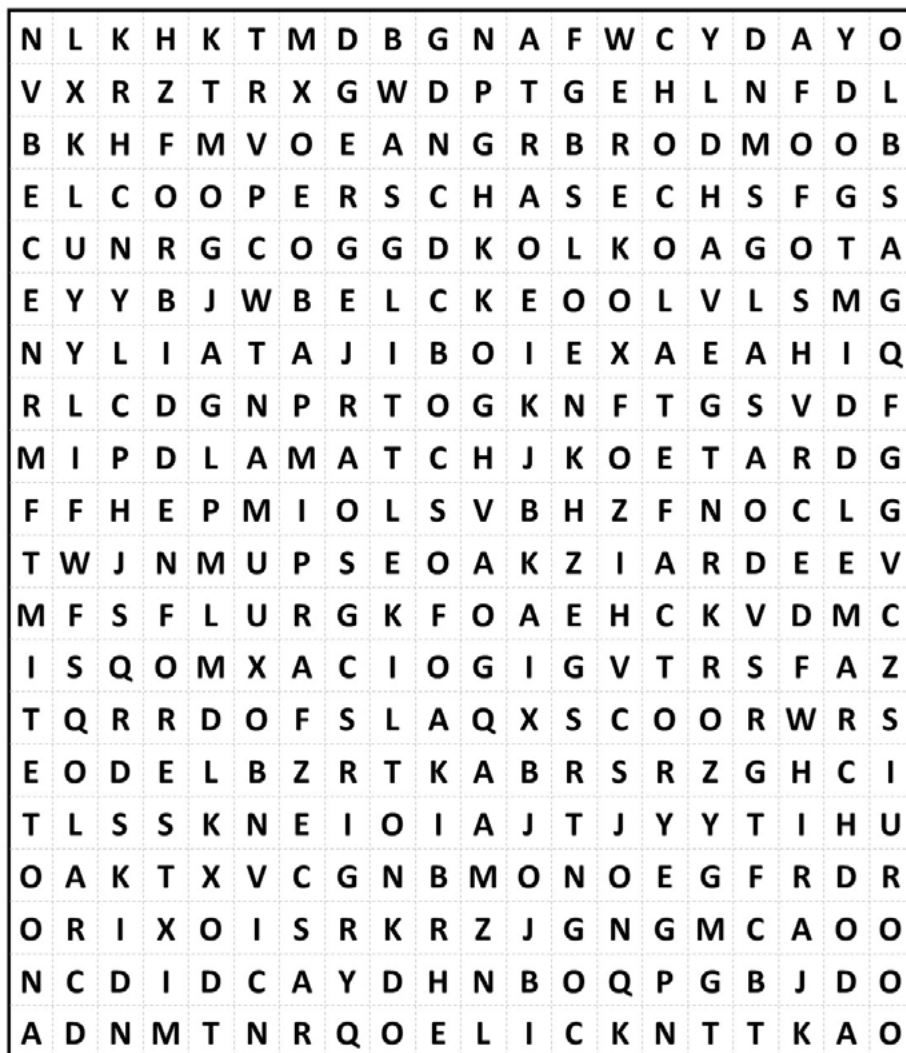 N L K H K T M D B G N A F W C Y D A Y O
V X R Z T R X G W D P T G E H L N F D L
B K H F M V O E A N G R B R O D M O O B
E L C O O P E R S C H A S E C H S F G S
C U N R G C O G G D K O L K O A G O T A
E Y Y B J W B E L C K E O O L V L S M G
N Y L I A T A J I B O I E X A E A H I Q
R L C D G N P R T O G K N F T G S V D F
M I P D L A M A T C H J K O E T A R D G
F F H E P M I O L S V B H Z F N O C L G
T W J N M U P S E O A K Z I A R D E E V
M F S F L U R G K F O A E H C K V D M C
I S Q O M X A C I O G I G V T R S F A Z
T Q R R D O F S L A Q X S C O O R W R S
E O D E L B Z R T K A B R S R Z G H C I
T L S S K N E I O I A J T J Y Y T I H U
O A K T X V C G N B M O N O E G F R D R
O R I X O I S R K R Z J G N G M C A O O
N C D I D C A Y D H N B O Q P G B J D O
A D N M T N R Q O E L I C K N T T K A O